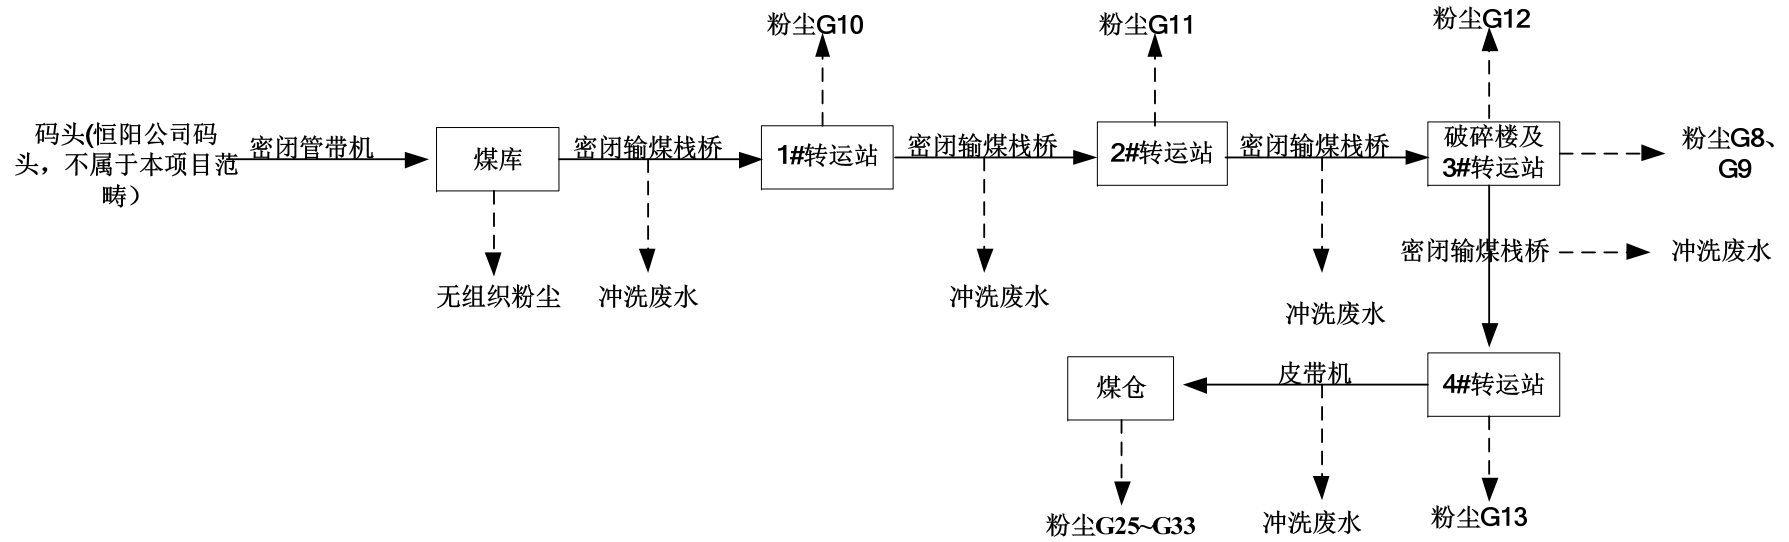 粉尘G10
粉尘G11
粉尘G12
码头(恒阳公司码
头，不属于本项目范
畴）
密闭管带机
煤库
密闭输煤栈桥
1#转运站
密闭输煤栈桥
2#转运站
密闭输煤栈桥
破碎楼及
3#转运站
粉尘G8、
G9
无组织粉尘
冲洗废水
冲洗废水
冲洗废水
密闭输煤栈桥
冲洗废水
煤仓
皮带机
4#转运站
粉尘G25~G33
冲洗废水
粉尘G13